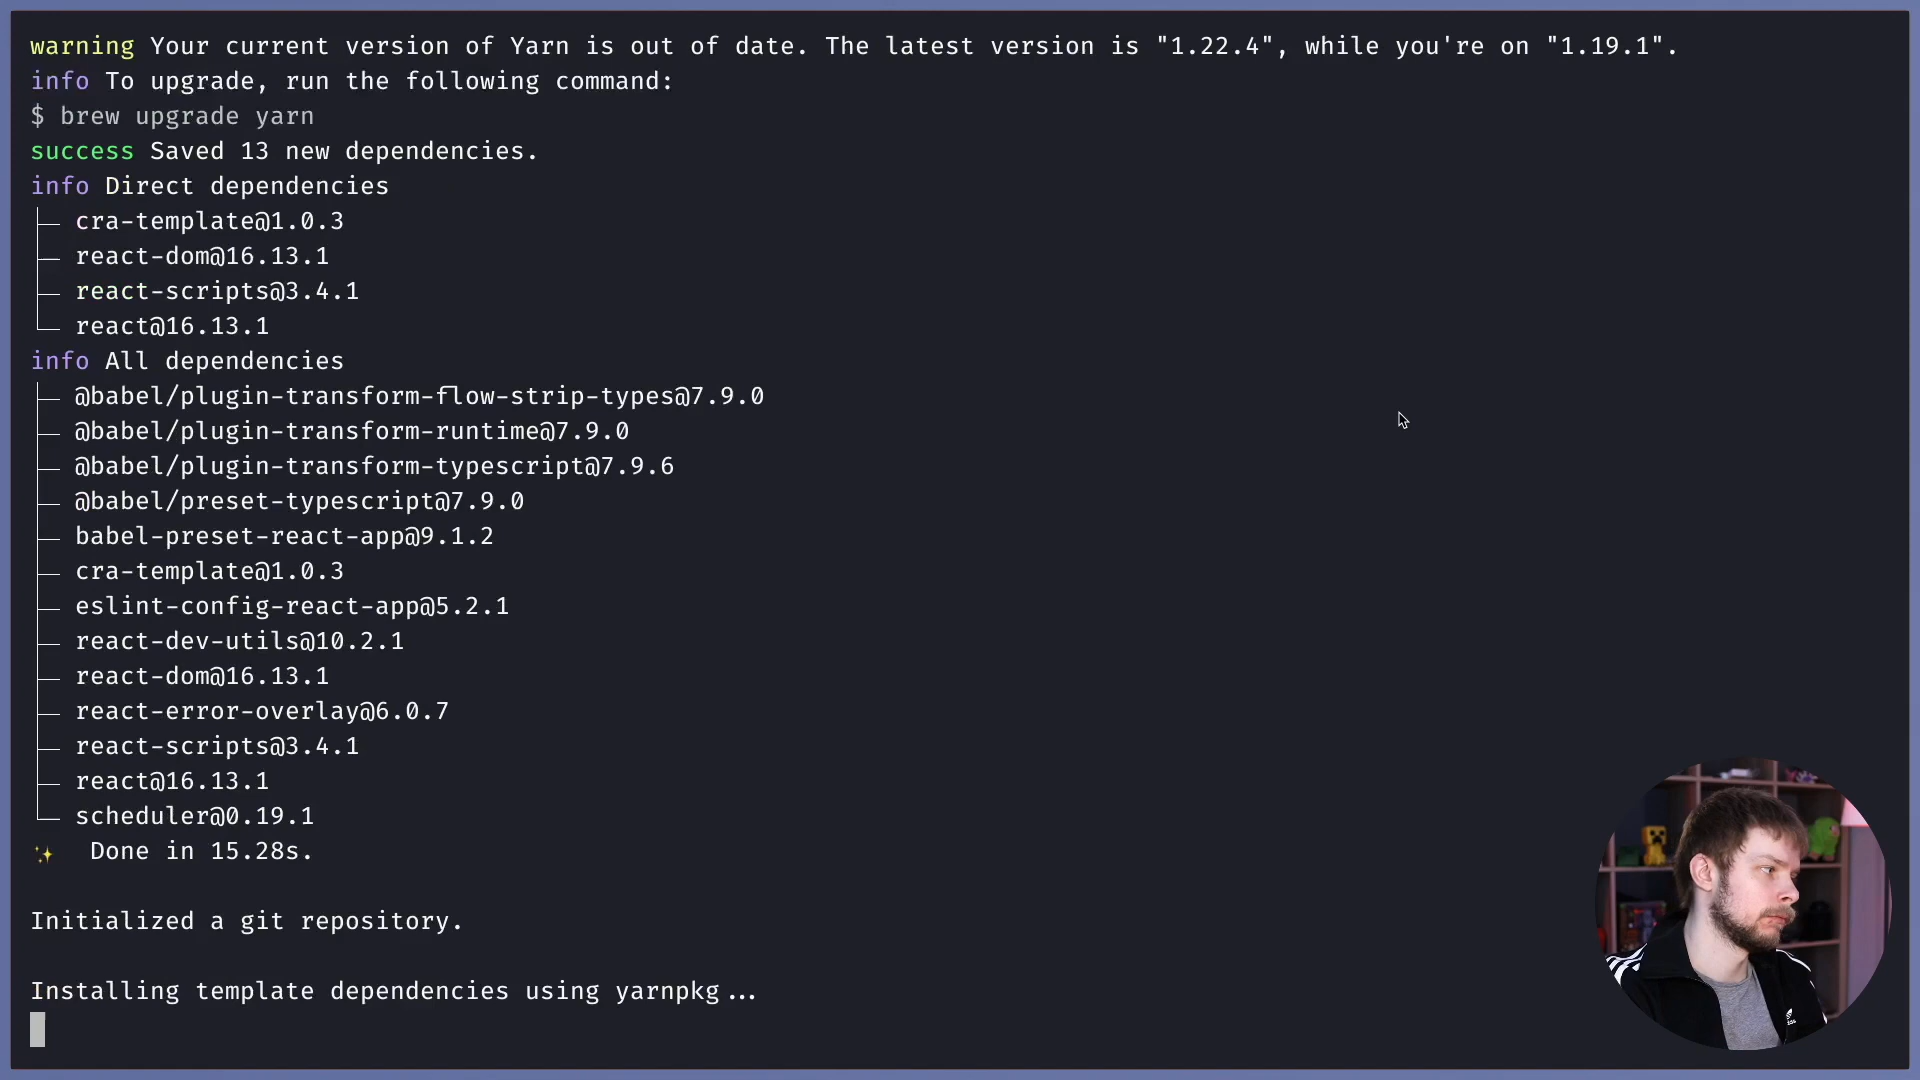 warning Your current version of Yarn is out of date. The latest version is "1.22.4", while you're on "1.19.1".
info To upgrade, run the following command:
$ brew upgrade yarn
success Saved 13 new dependencies.
info Direct dependencies
├─ cra-template@1.0.3
├─ react-dom@16.13.1
├─ react-scripts@3.4.1
└─ react@16.13.1
info All dependencies
├─ @babel/plugin-transform-flow-strip-types@7.9.0
├─ @babel/plugin-transform-runtime@7.9.0
├─ @babel/plugin-transform-typescript@7.9.6
├─ @babel/preset-typescript@7.9.0
├─ babel-preset-react-app@9.1.2
├─ cra-template@1.0.3
├─ eslint-config-react-app@5.2.1
├─ react-dev-utils@10.2.1
├─ react-dom@16.13.1
├─ react-error-overlay@6.0.7
├─ react-scripts@3.4.1
├─ react@16.13.1
└─ scheduler@0.19.1
✨ Done in 15.28s.
Initialized a git repository.
Installing template dependencies using yarnpkg...